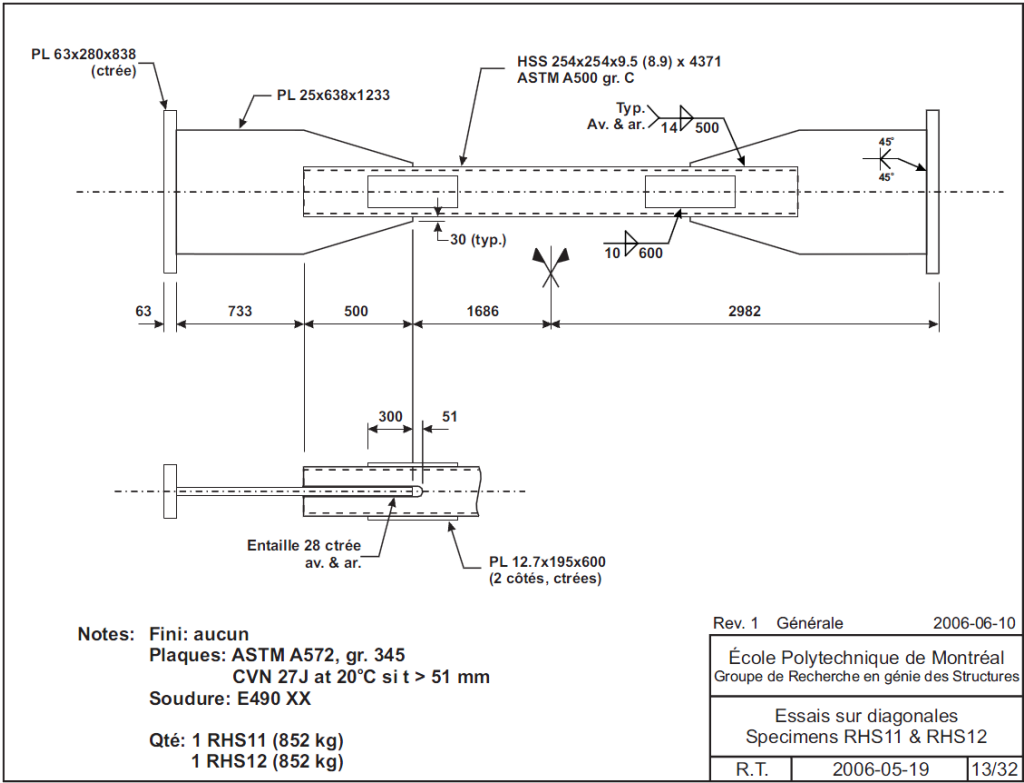 PL 63x280x838
(ctrée)
PL 25x638x1233
HSS 254x254x9.5 (8.9) x 4371
ASTM A500 gr. C
Typ.
Av. & ar.
14
500
45°
45°
30 (typ.)
10
600
63
733
500
1686
2982
300
51
Entaille 28 ctrée
av. & ar.
PL 12.7x195x600
(2 côtés, ctrées)
Notes: Fini: aucun
Plaques: ASTM A572, gr. 345
CVN 27J at 20°C si t > 51 mm
Soudure: E490 XX
Qté: 1 RHS11 (852 kg)
1 RHS12 (852 kg)
Rev. 1 Générale 2006-06-10
École Polytechnique de Montréal
Groupe de Recherche en génie des Structures
Essais sur diagonales
Specimens RHS11 & RHS12
R.T. 2006-05-19 13/32